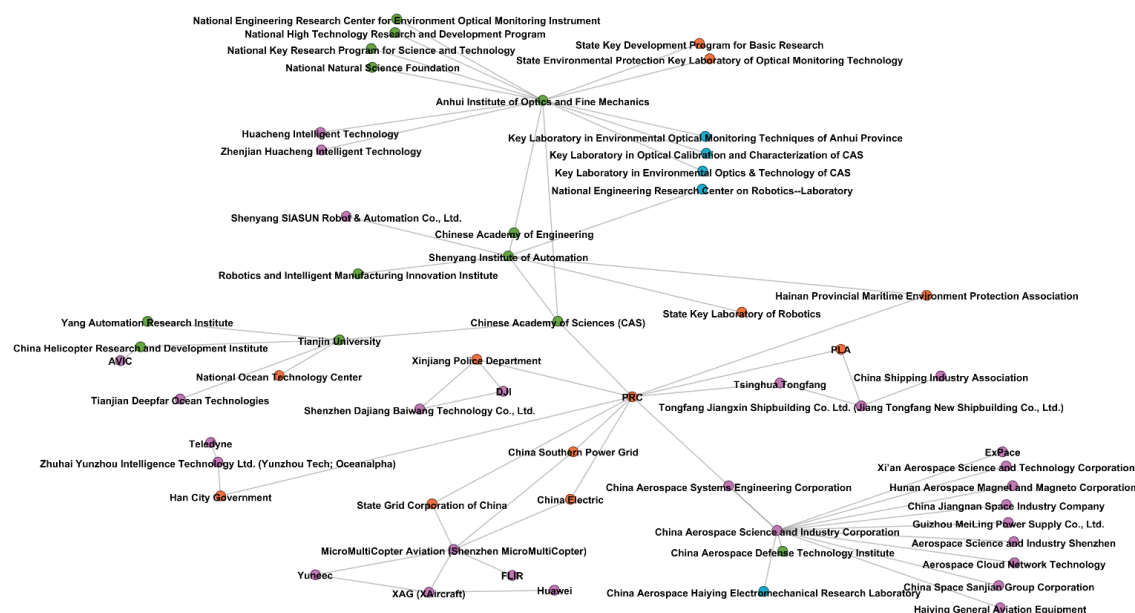 National Engineering Research Center for Environment Optical Monitoring Instrument
National High Technology Research and Development Program
State Key Development Program for Basic Research
National Key Research Program for Science and Technology
State Environmental Protection Key Laboratory of Optical Monitoring Technology
National Natural Science Foundation
Anhui Institute of Optics and Fine Mechanics
Huacheng Intelligent Technology
Key Laboratory in Environmental Optical Monitoring Techniques of Anhui Province
Zhenjian Huacheng Intelligent Technology
Key Laboratory in Optical Calibration and Characterization of CAS
Key Laboratory in Environmental Optics & Technology of CAS
National Engineering Research Center on Robotics--Laboratory
Shenyang SIASUN Robot & Automation Co., Ltd.
Chinese Academy of Engineering
Shenyang Institute of Automation
Robotics and Intelligent Manufacturing Innovation Institute
Hainan Provincial Maritime Environment Protection Association
State Key Laboratory of Robotics
Yang Automation Research Institute
Chinese Academy of Sciences (CAS)
Tianjin University
China Helicopter Research and Development Institute
PLA
AVIC
Xinjiang Police Department
National Ocean Technology Center
China Shipping Industry Association
Tsinghua Tongfang
DJI
PRC
Tianjian Deepfar Ocean Technologies
Shenzhen Dajiang Baiwang Technology Co., Ltd.
Tongfang Jiangxin Shipbuilding Co. Ltd. (Jiang Tongfang New Shipbuilding Co., Ltd.)
Teledyne
China Southern Power Grid
ExPace
Zhuhai Yunzhou Intelligence Technology Ltd. (Yunzhou Tech; Oceanalpha)
Xi'an Aerospace Science and Technology Corporation
China Aerospace Systems Engineering Corporation
Hunan Aerospace Magnet and Magneto Corporation
Han City Government
China Electric
State Grid Corporation of China
China Jiangnan Space Industry Company
Guizhou MeiLing Power Supply Co., Ltd.
China Aerospace Science and Industry Corporation
Aerospace Science and Industry Shenzhen
MicroMultiCopter Aviation (Shenzhen MicroMultiCopter)
China Aerospace Defense Technology Institute
Aerospace Cloud Network Technology
Yuneec
FLIR
China Space Sanjian Group Corporation
XAG (XAircraft)
Huawei
China Aerospace Haiying Electromechanical Research Laboratory
Haiying General Aviation Equipment